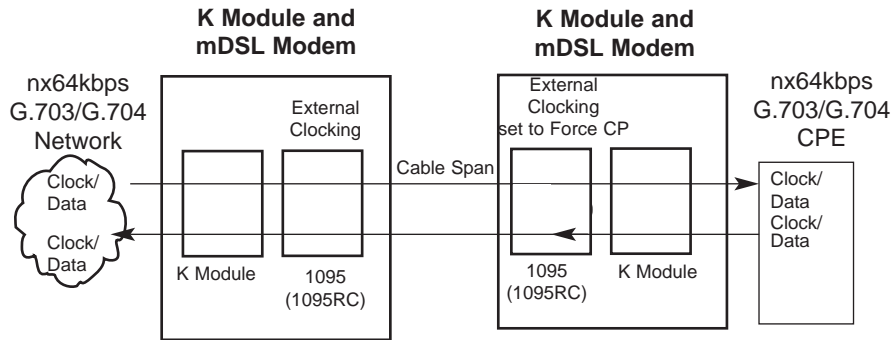 K Module and
mDSL Modem
K Module and
mDSL Modem
nx64kbps
G.703/G.704
Network
External
Clocking
External
Clocking
set to Force CP
nx64kbps
G.703/G.704
CPE
Cable Span
Clock/
Data
Clock/
Data
Clock/
Data
Clock/
Data
K Module
1095
(1095RC)
1095
(1095RC)
K Module